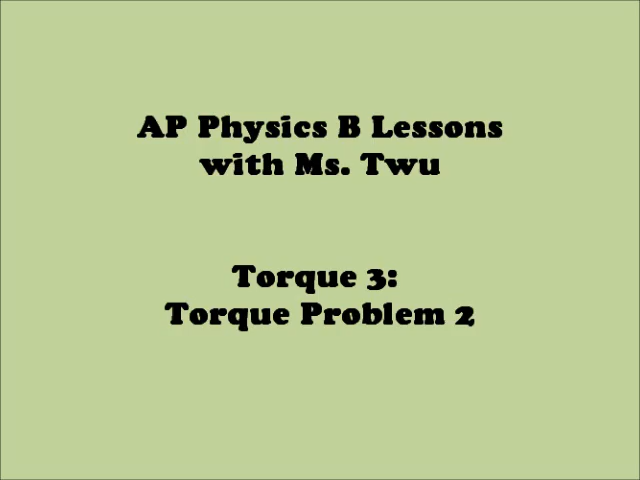 AP Physics B Lessons
with Ms. Twu
Torque 3:
Torque Problem 2